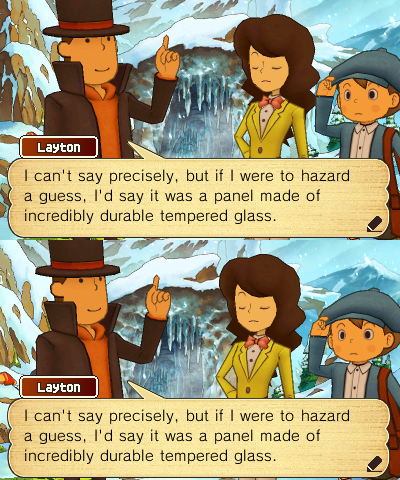 Layton
I can't say precisely, but if I were to hazard
a guess, I'd say it was a panel made of
incredibly durable tempered glass.
Layton
I can't say precisely, but if I were to hazard
a guess, I'd say it was a panel made of
incredibly durable tempered glass.